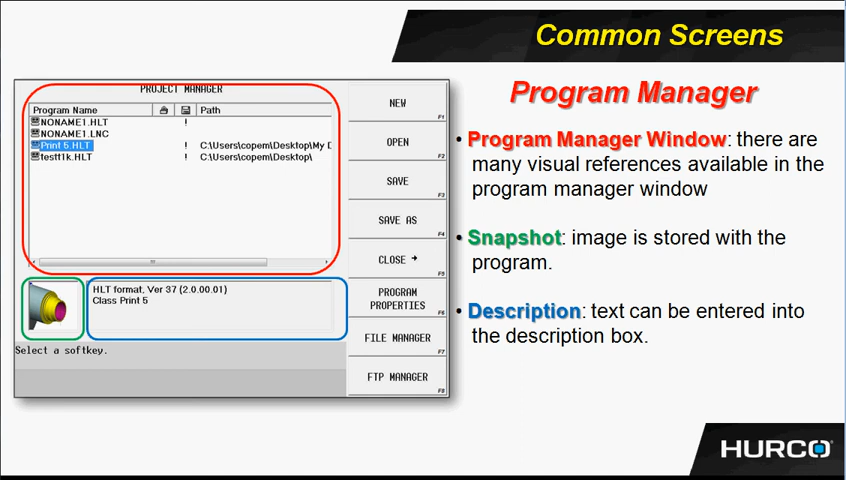 Common Screens
PROJECT MANAGER
Program Name Path
NONAME1.HLT !
NONAME1.LNC
Print 5.HLT ! C:\Users\copem\Desktop\My D
testt1k.HLT ! C:\Users\copem\Desktop\
HLT format, Ver 37 (2.0.00.01)
Class Print 5
Select a softkey.
NEW
F1
OPEN
F2
SAVE
F3
SAVE AS
F4
CLOSE ➔
F5
PROGRAM
PROPERTIES
F6
FILE MANAGER
F7
FTP MANAGER
F8
Program Manager
• Program Manager Window: there are
many visual references available in the
program manager window
• Snapshot: image is stored with the
program.
• Description: text can be entered into
the description box.
HURCO